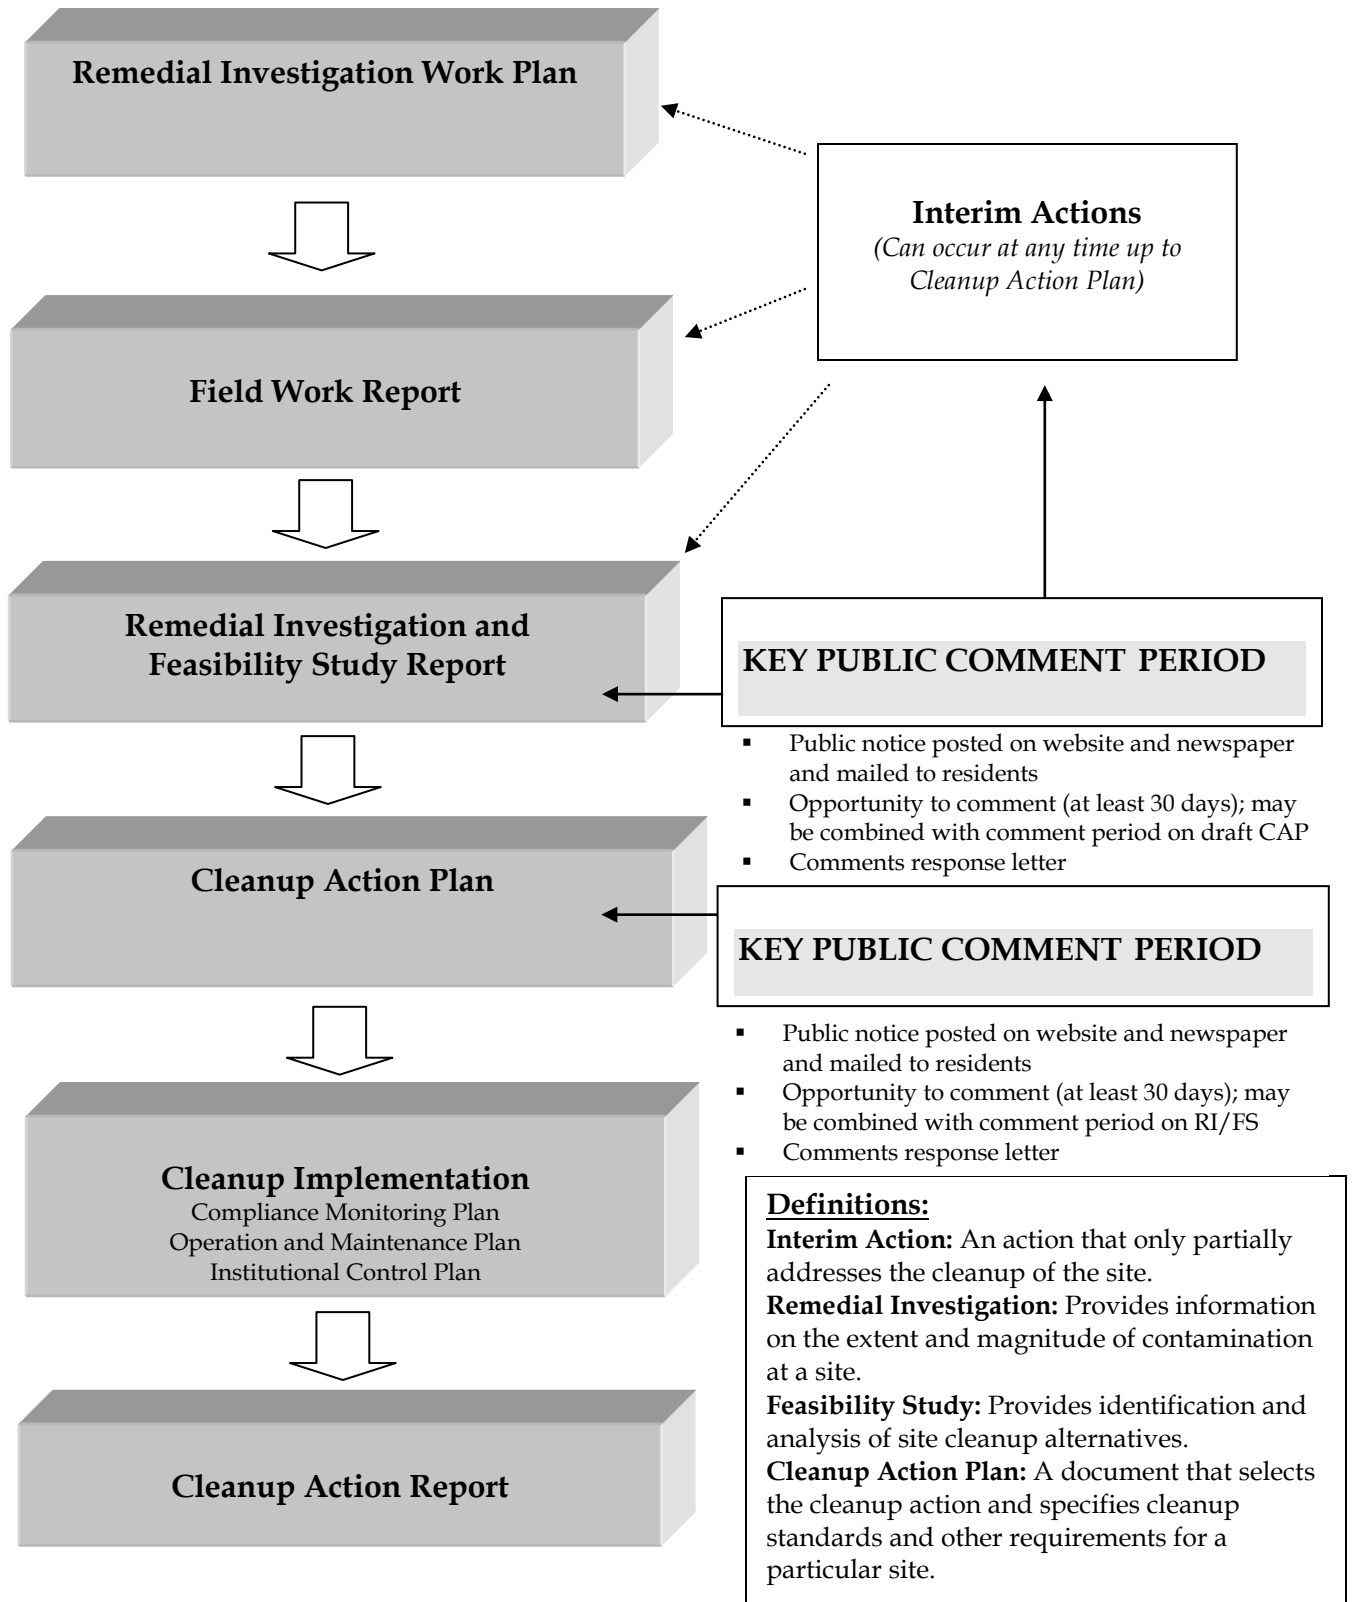 Remedial Investigation Work Plan
Interim Actions
(Can occur at any time up to
Cleanup Action Plan)
Field Work Report
Remedial Investigation and
Feasibility Study Report
KEY PUBLIC COMMENT PERIOD
▪ Public notice posted on website and newspaper
and mailed to residents
▪ Opportunity to comment (at least 30 days); may
be combined with comment period on draft CAP
▪ Comments response letter
Cleanup Action Plan
KEY PUBLIC COMMENT PERIOD
▪ Public notice posted on website and newspaper
and mailed to residents
▪ Opportunity to comment (at least 30 days); may
be combined with comment period on RI/FS
▪ Comments response letter
Cleanup Implementation
Compliance Monitoring Plan
Operation and Maintenance Plan
Institutional Control Plan
Definitions:
Interim Action: An action that only partially
addresses the cleanup of the site.
Remedial Investigation: Provides information
on the extent and magnitude of contamination
at a site.
Feasibility Study: Provides identification and
analysis of site cleanup alternatives.
Cleanup Action Plan: A document that selects
the cleanup action and specifies cleanup
standards and other requirements for a
particular site.
Cleanup Action Report